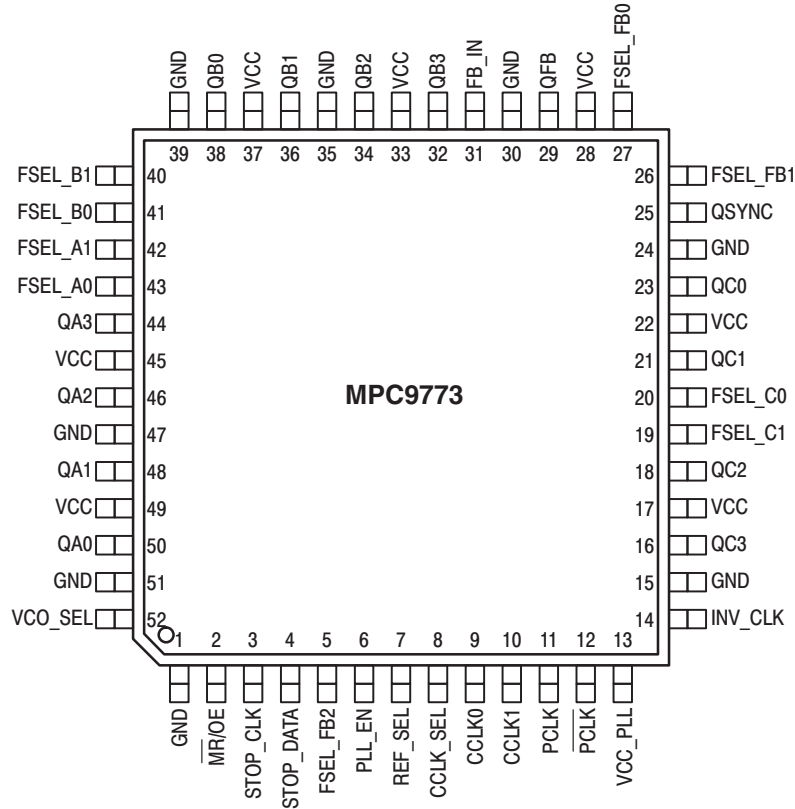 GND QB0 VCC QB1 GND QB2 VCC QB3 FB_IN GND QFB VCC FSEL_FB0
39 38 37 36 35 34 33 32 31 30 29 28 27
FSEL_B1 40 26 FSEL_FB1
FSEL_B0 41 25 QSYNC
FSEL_A1 42 24 GND
FSEL_A0 43 23 QC0
QA3 44 22 VCC
VCC 45 21 QC1
QA2 46 MPC9773 20 FSEL_C0
GND 47 19 FSEL_C1
QA1 48 18 QC2
VCC 49 17 VCC
QA0 50 16 QC3
GND 51 15 GND
VCO_SEL 52 14 INV_CLK
1 2 3 4 5 6 7 8 9 10 11 12 13
GND M̅R̅/OE STOP_CLK STOP_DATA FSEL_FB2 PLL_EN REF_SEL CCLK_SEL CCLK0 CCLK1 PCLK P̅C̅L̅K̅ VCC_PLL